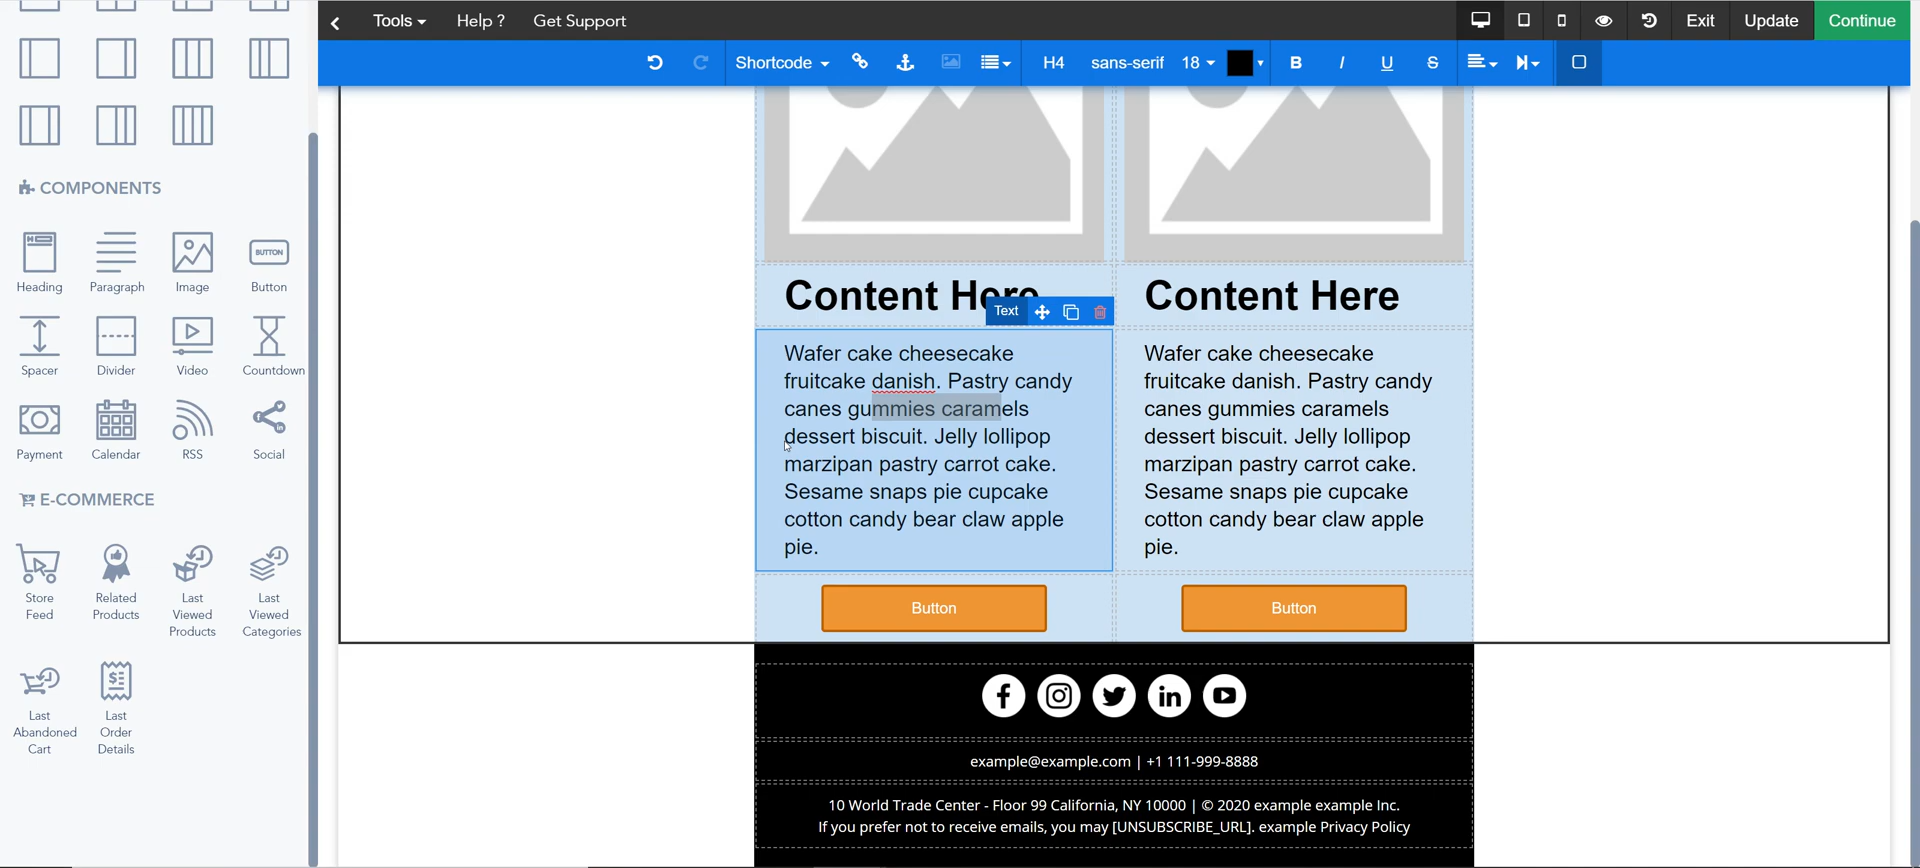 Tools Help ? Get Support Exit Update Continue
Shortcode H4 sans-serif 18 B I U S
COMPONENTS
Heading Paragraph Image BUTTON Button
Spacer Divider Video Countdown
Payment Calendar RSS Social
E-COMMERCE
Store Feed
Related Products
Last Viewed Products
Last Viewed Categories
Last Abandoned Cart
Last Order Details
Content Here
Text
Wafer cake cheesecake
fruitcake danish. Pastry candy
canes gummies caramels
dessert biscuit. Jelly lollipop
marzipan pastry carrot cake.
Sesame snaps pie cupcake
cotton candy bear claw apple
pie.
Button
Content Here
Wafer cake cheesecake
fruitcake danish. Pastry candy
canes gummies caramels
dessert biscuit. Jelly lollipop
marzipan pastry carrot cake.
Sesame snaps pie cupcake
cotton candy bear claw apple
pie.
Button
example@example.com | +1 111-999-8888
10 World Trade Center - Floor 99 California, NY 10000 | © 2020 example example Inc.
If you prefer not to receive emails, you may [UNSUBSCRIBE_URL]. example Privacy Policy